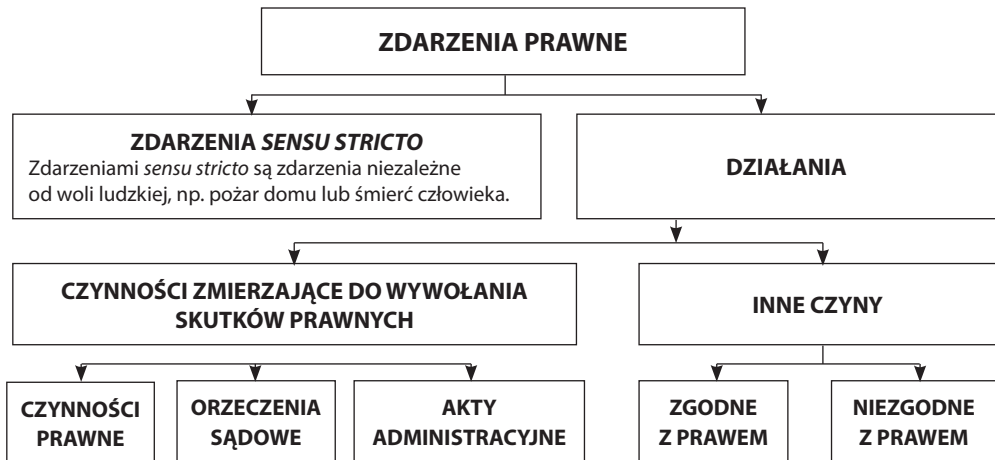 ZDARZENIA PRAWNE
ZDARZENIA SENSU STRICTO
Zdarzeniami sensu stricto są zdarzenia niezależne
od woli ludzkiej, np. pożar domu lub śmierć człowieka.
DZIAŁANIA
CZYNNOŚCI ZMIERZAJĄCE DO WYWOŁANIA
SKUTKÓW PRAWNYCH
INNE CZYNY
CZYNNOŚCI
PRAWNE
ORZECZENIA
SĄDOWE
AKTY
ADMINISTRACYJNE
ZGODNE
Z PRAWEM
NIEZGODNE
Z PRAWEM